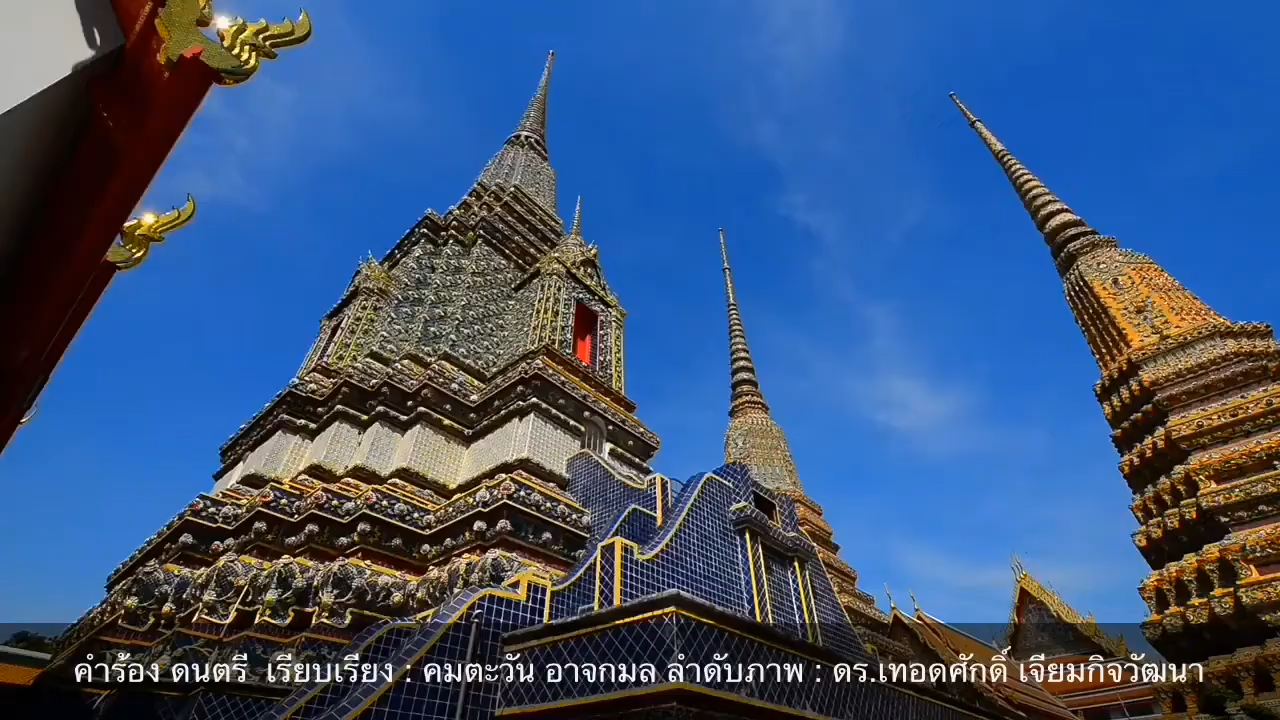 คำร้อง ดนตรี เรียบเรียง : คมตะวัน อาจกมล ลำดับภาพ : ดร.เทอดศักดิ์ เจียมกิจวัฒนา